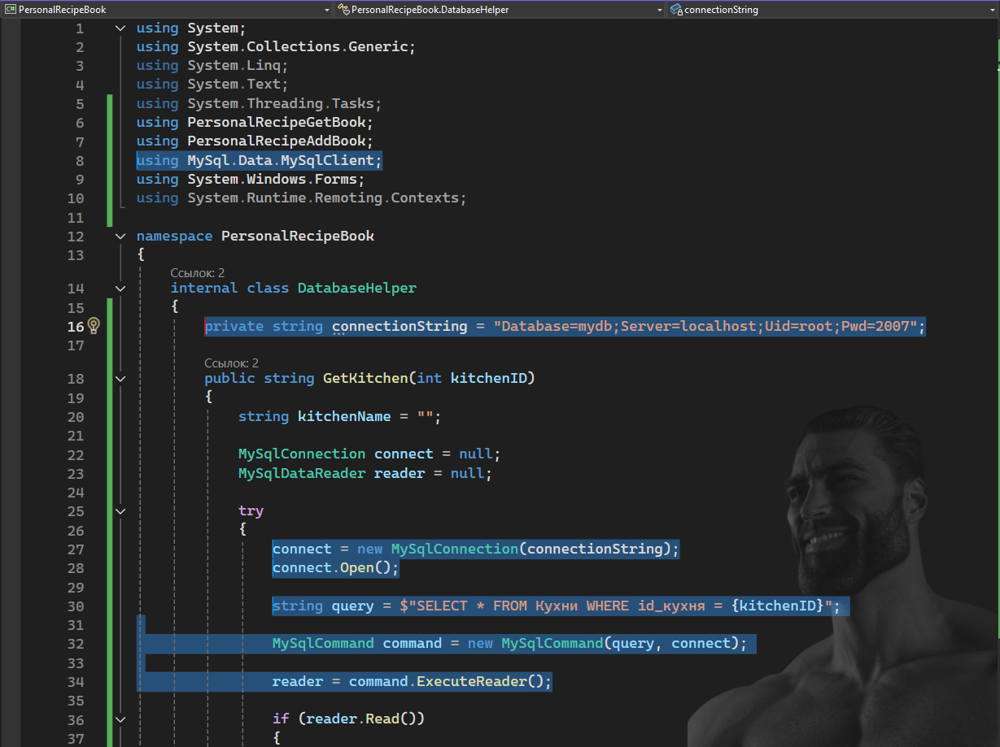 C# PersonalRecipeBook PersonalRecipeBook.DatabaseHelper connectionString
1 using System;
2 using System.Collections.Generic;
3 using System.Linq;
4 using System.Text;
5 using System.Threading.Tasks;
6 using PersonalRecipeGetBook;
7 using PersonalRecipeAddBook;
8 using MySql.Data.MySqlClient;
9 using System.Windows.Forms;
10 using System.Runtime.Remoting.Contexts;
11
12 namespace PersonalRecipeBook
13 {
Ссылок: 2
14 internal class DatabaseHelper
15 {
16 private string connectionString = "Database=mydb;Server=localhost;Uid=root;Pwd=2007";
17
Ссылок: 2
18 public string GetKitchen(int kitchenID)
19 {
20 string kitchenName = "";
21
22 MySqlConnection connect = null;
23 MySqlDataReader reader = null;
24
25 try
26 {
27 connect = new MySqlConnection(connectionString);
28 connect.Open();
29
30 string query = $"SELECT * FROM Кухни WHERE id_кухня = {kitchenID}";
31
32 MySqlCommand command = new MySqlCommand(query, connect);
33
34 reader = command.ExecuteReader();
35
36 if (reader.Read())
37 {